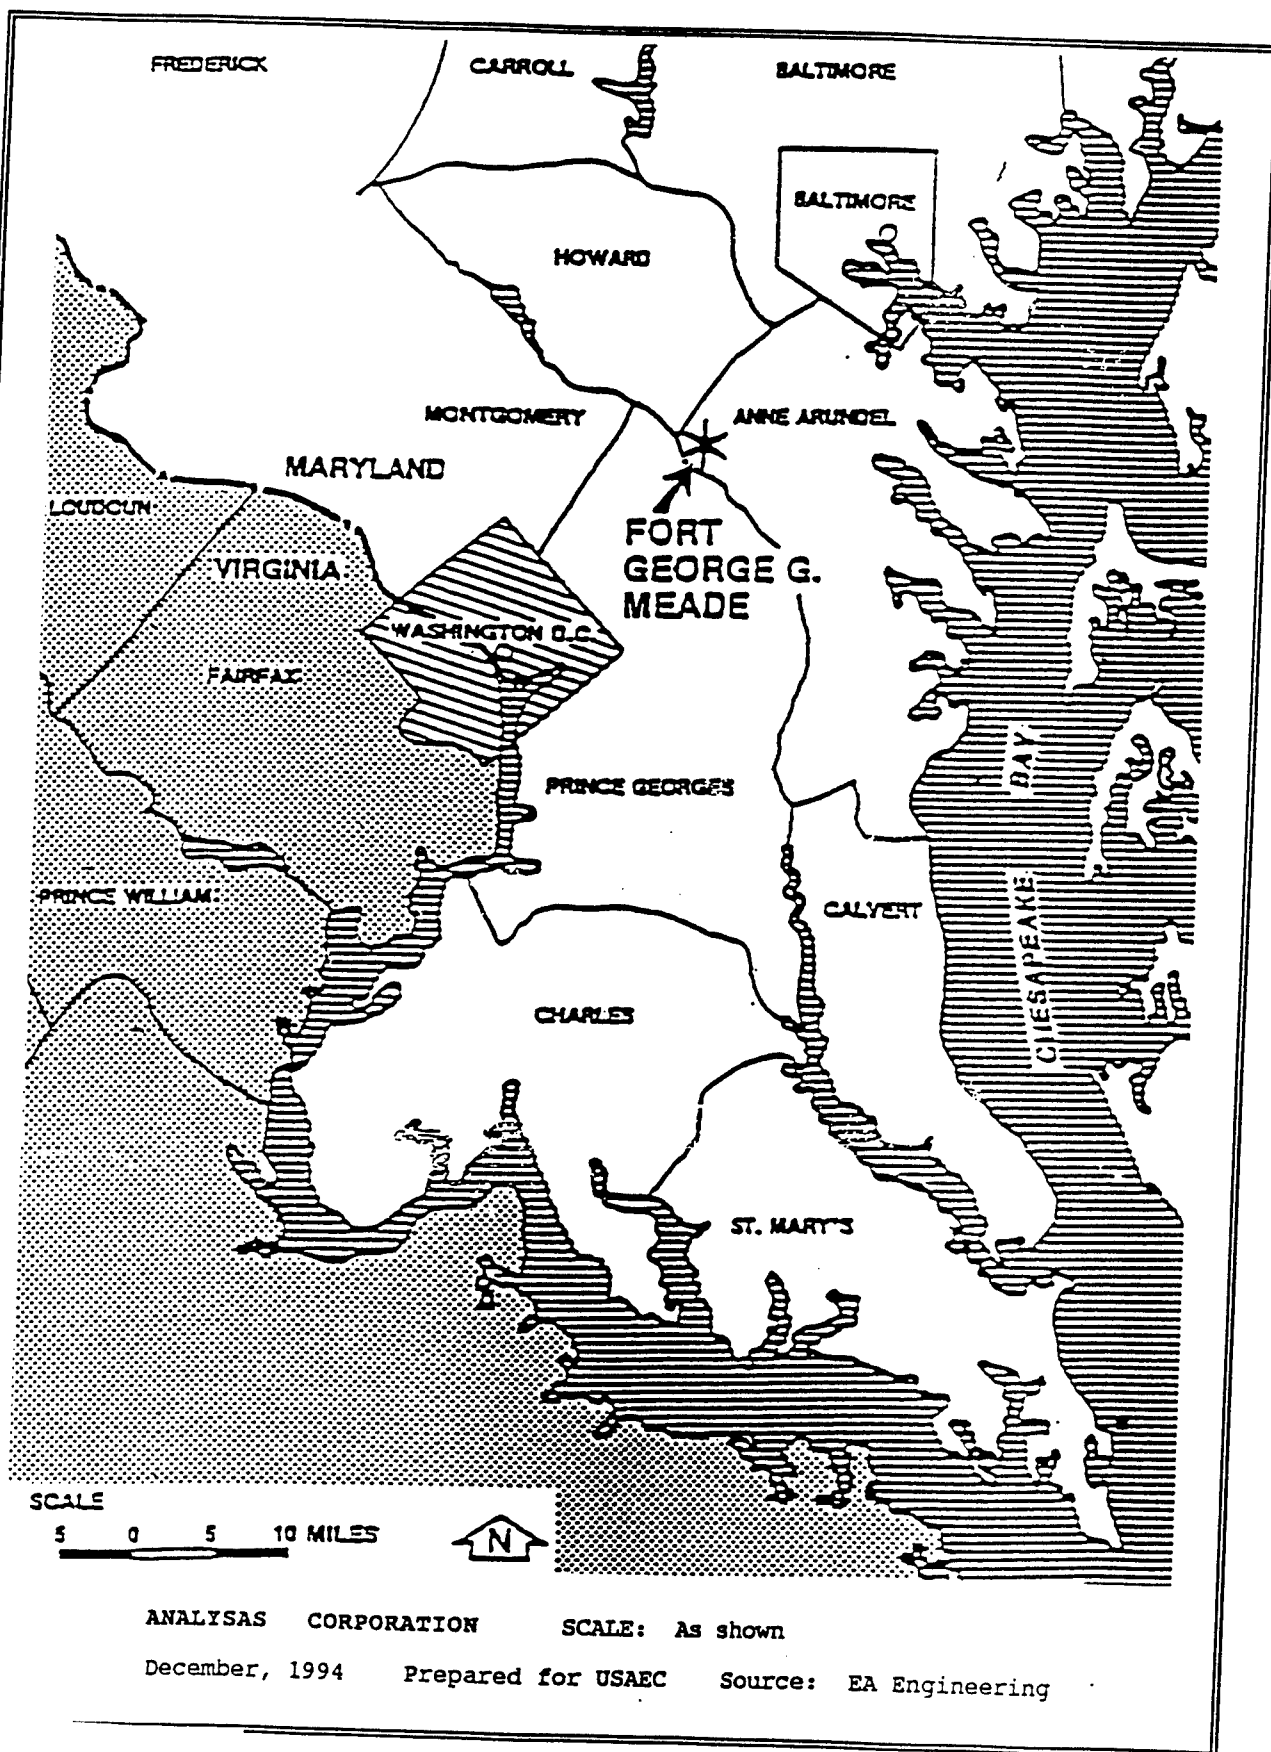 FREDERICK
CARROLL
BALTIMORE
BALTIMORE
HOWARD
MONTGOMERY
ANNE ARUNDEL
MARYLAND
LOUDOUN
FORT
GEORGE G.
MEADE
VIRGINIA
WASHINGTON D.C.
FAIRFAX
PRINCE GEORGES
CHESAPEAKE BAY
PRINCE WILLIAM
CALVERT
CHARLES
ST. MARY'S
SCALE
5 0 5 10 MILES
N
ANALYSAS CORPORATION SCALE: As shown
December, 1994 Prepared for USAEC Source: EA Engineering